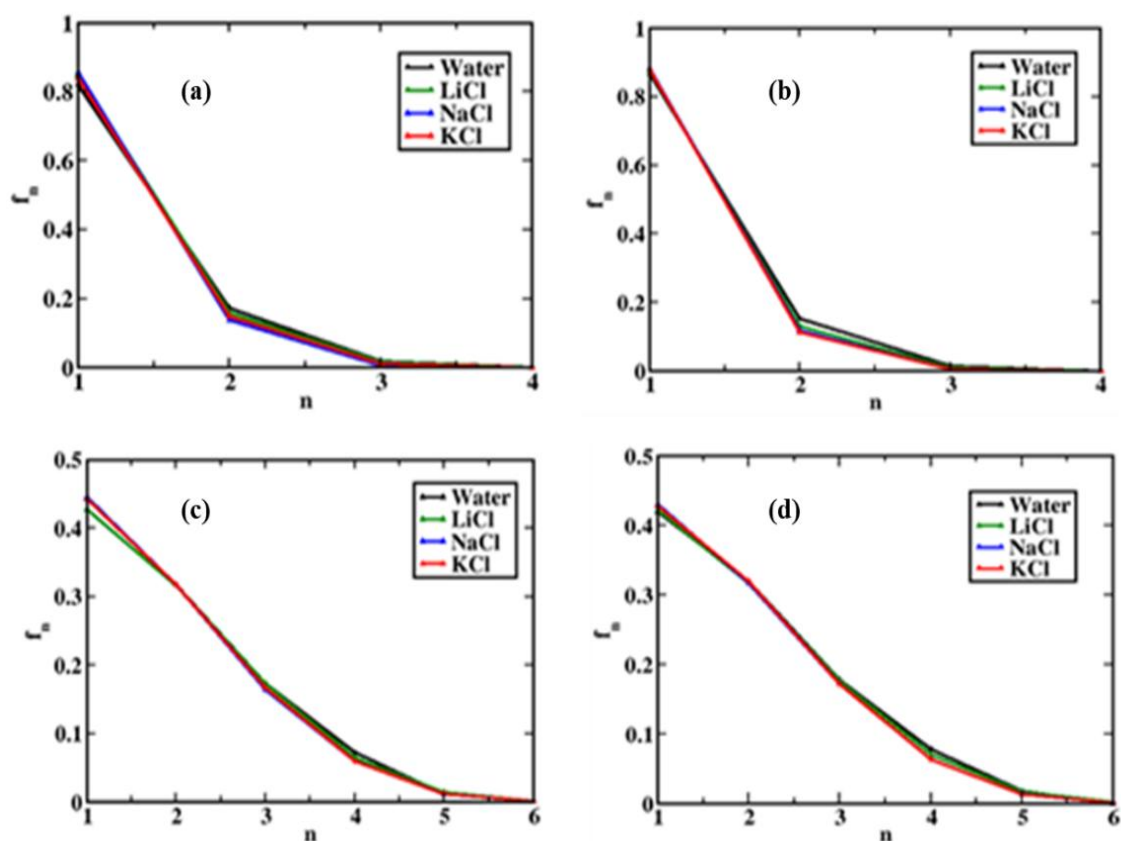 1
0.8
0.6
0.4
0.2
0
f_n
(a)
Water
LiCl
NaCl
KCl
1 2 3 4
n
1
0.8
0.6
0.4
0.2
0
f_n
(b)
Water
LiCl
NaCl
KCl
1 2 3 4
n
0.5
0.4
0.3
0.2
0.1
0
f_n
(c)
Water
LiCl
NaCl
KCl
1 2 3 4 5 6
n
0.5
0.4
0.3
0.2
0.1
0
f_n
(d)
Water
LiCl
NaCl
KCl
1 2 3 4 5 6
n